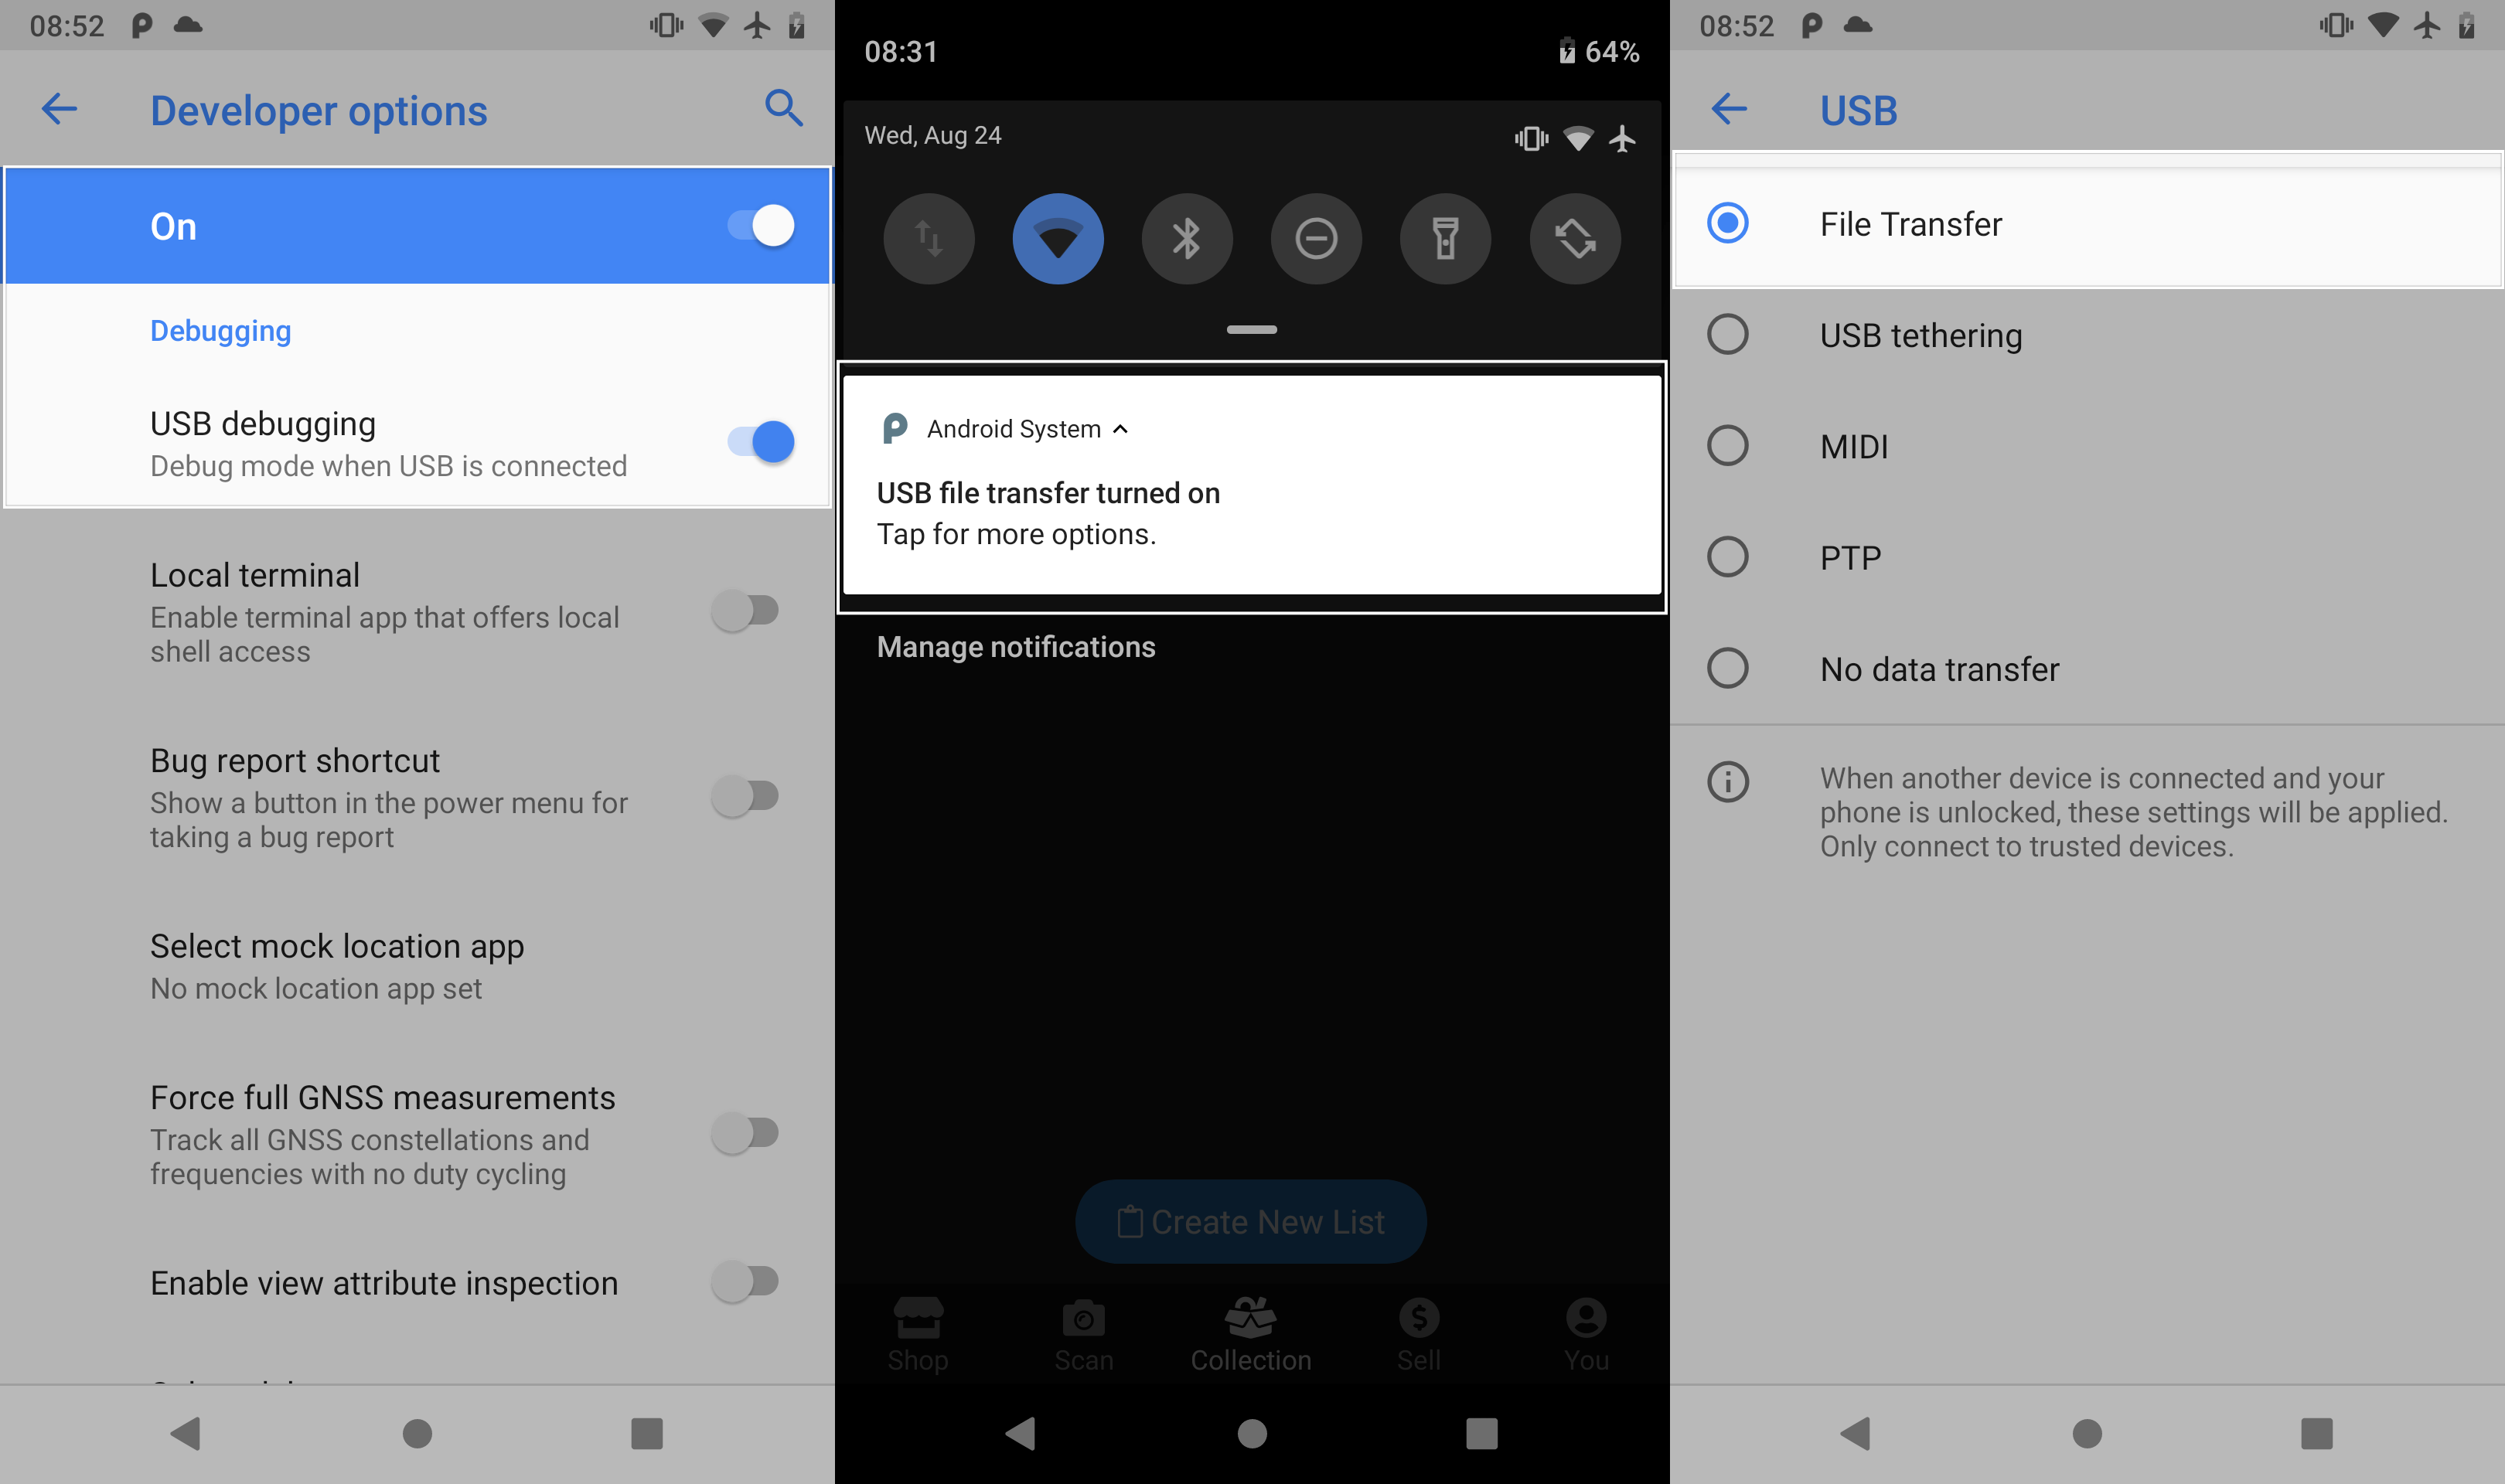 08:52
Developer options
On
Debugging
USB debugging
Debug mode when USB is connected
Local terminal
Enable terminal app that offers local
shell access
Bug report shortcut
Show a button in the power menu for
taking a bug report
Select mock location app
No mock location app set
Force full GNSS measurements
Track all GNSS constellations and
frequencies with no duty cycling
Enable view attribute inspection
08:31
64%
Wed, Aug 24
Android System
USB file transfer turned on
Tap for more options.
Manage notifications
Create New List
Shop
Scan
Collection
Sell
You
08:52
USB
File Transfer
USB tethering
MIDI
PTP
No data transfer
When another device is connected and your
phone is unlocked, these settings will be applied.
Only connect to trusted devices.